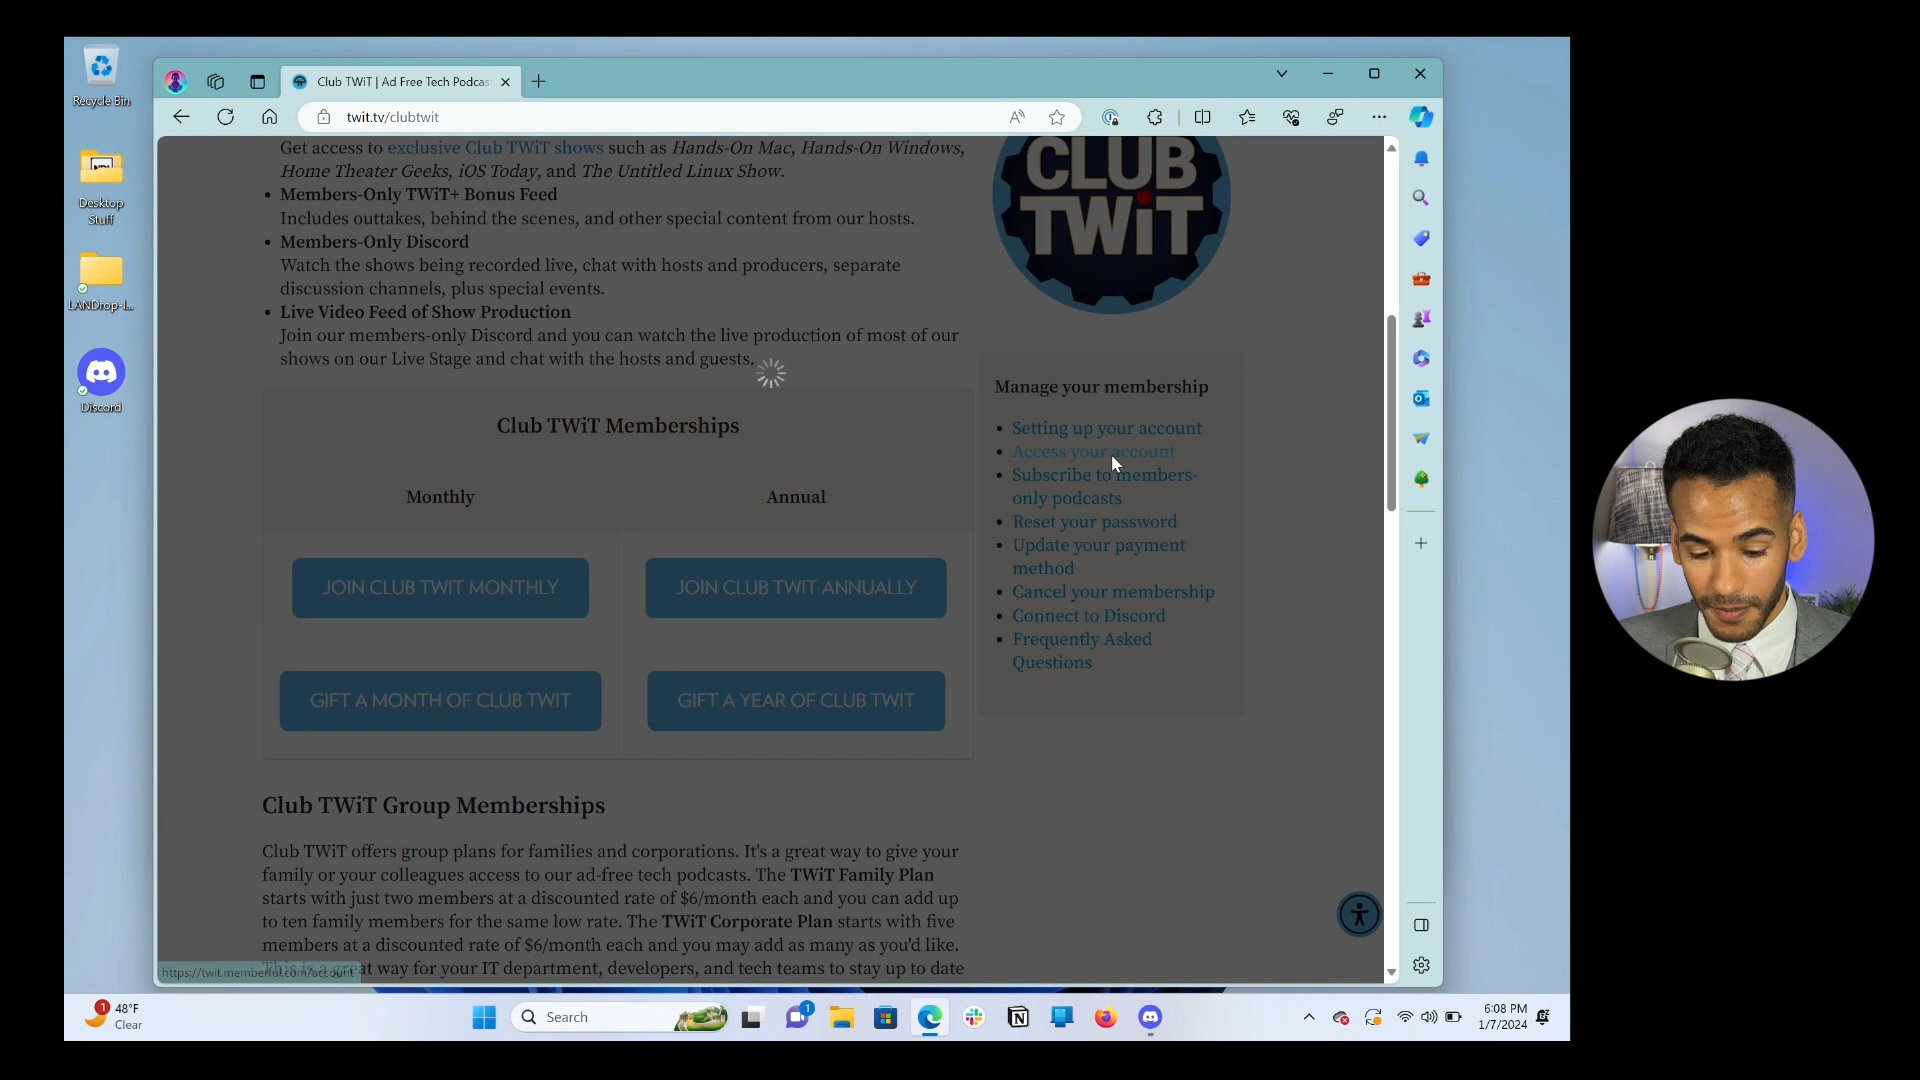 Recycle Bin
Desktop
Stuff
LANDrop-l...
Discord
Club TWiT | Ad Free Tech Podcas
twit.tv/clubtwit
Get access to exclusive Club TWiT shows such as Hands-On Mac, Hands-On Windows,
Home Theater Geeks, iOS Today, and The Untitled Linux Show.
• Members-Only TWiT+ Bonus Feed
Includes outtakes, behind the scenes, and other special content from our hosts.
• Members-Only Discord
Watch the shows being recorded live, chat with hosts and producers, separate
discussion channels, plus special events.
• Live Video Feed of Show Production
Join our members-only Discord and you can watch the live production of most of our
shows on our Live Stage and chat with the hosts and guests.
Club TWiT Memberships
Monthly Annual
JOIN CLUB TWIT MONTHLY JOIN CLUB TWIT ANNUALLY
GIFT A MONTH OF CLUB TWIT GIFT A YEAR OF CLUB TWIT
Club TWiT Group Memberships
Club TWiT offers group plans for families and corporations. It's a great way to give your
family or your colleagues access to our ad-free tech podcasts. The TWiT Family Plan
starts with just two members at a discounted rate of $6/month each and you can add up
to ten family members for the same low rate. The TWiT Corporate Plan starts with five
members at a discounted rate of $6/month each and you may add as many as you'd like.
This is a great way for your IT department, developers, and tech teams to stay up to date
https://twit.memberful.com/account
CLUB
TWiT
Manage your membership
• Setting up your account
• Access your account
• Subscribe to members-
only podcasts
• Reset your password
• Update your payment
method
• Cancel your membership
• Connect to Discord
• Frequently Asked
Questions
1
48°F
Clear
Search
1
6:08 PM
1/7/2024